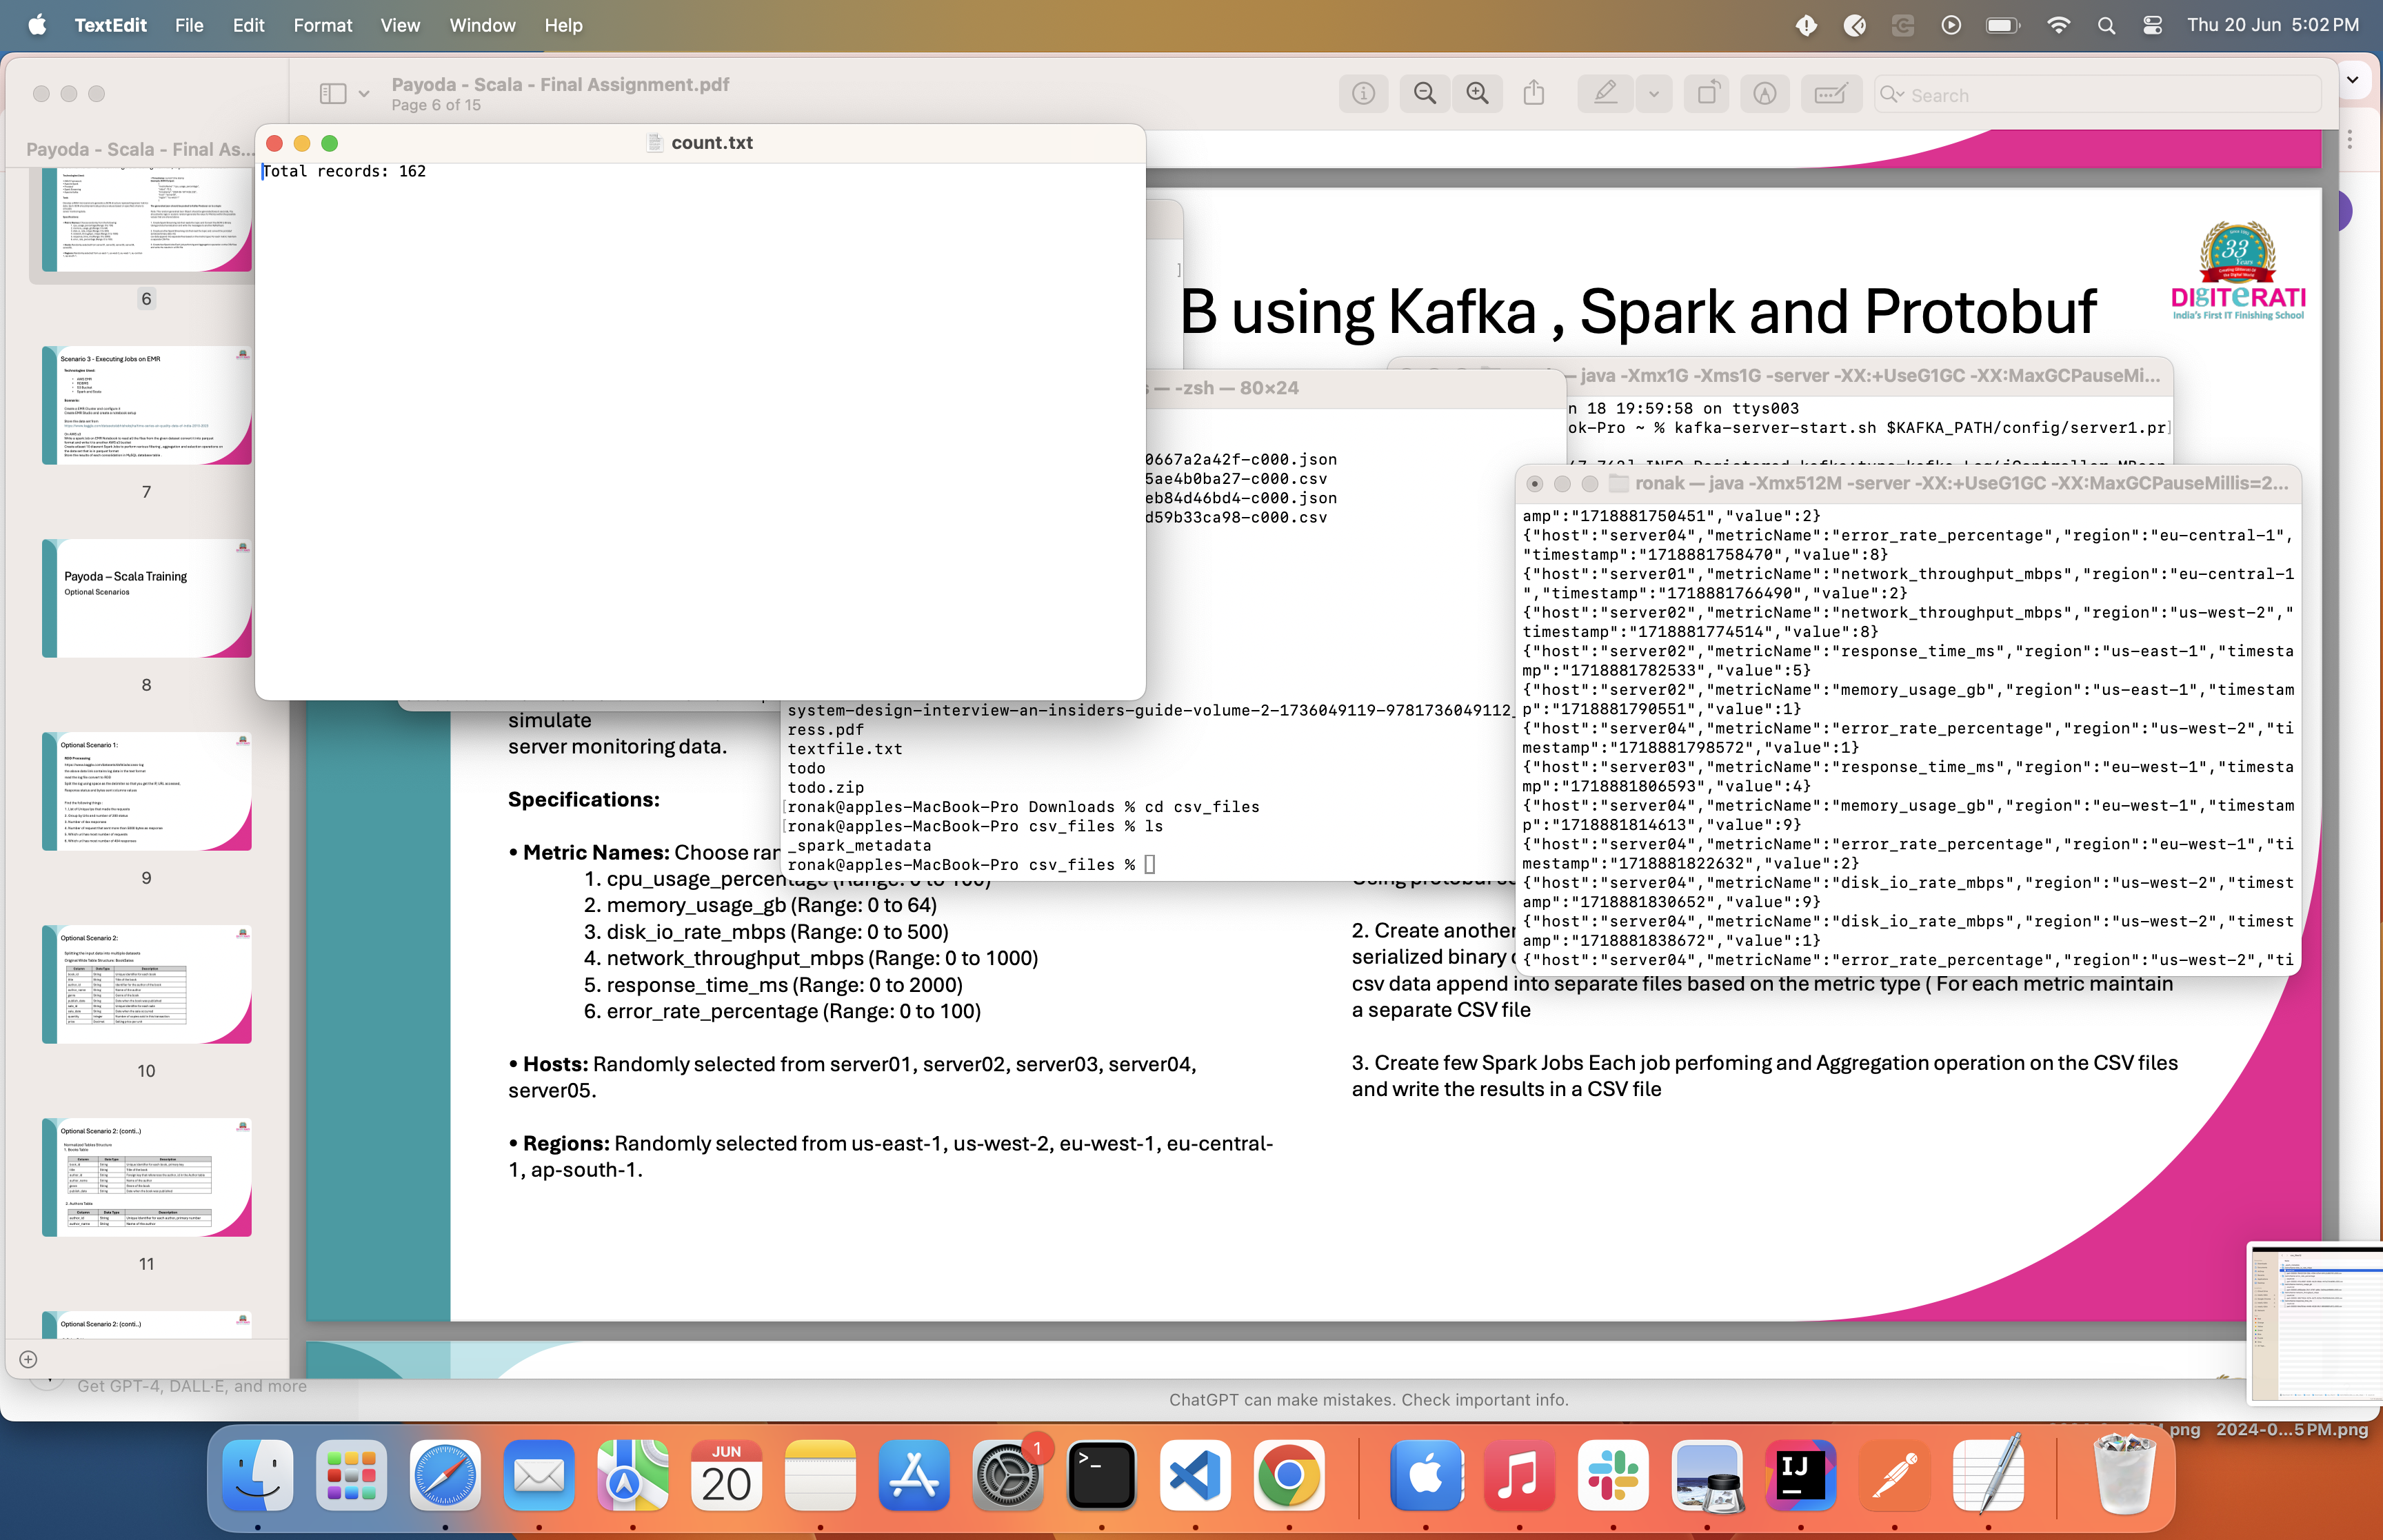 TextEdit File Edit Format View Window Help
Thu 20 Jun 5:02 PM
Payoda - Scala - Final Assignment.pdf
Page 6 of 15
Search
Payoda - Scala - Final As...
count.txt
Total records: 162
6
Scenario 3 - Executing Jobs on EMR
7
Payoda – Scala Training
Optional Scenarios
8
Optional Scenario 1:
9
Optional Scenario 2:
10
Optional Scenario 2: (conti..)
11
Optional Scenario 2: (conti..)
B using Kafka , Spark and Protobuf
33
Years
DIGITERATI
India's First IT Finishing School
s — -zsh — 80×24
0667a2a42f-c000.json
5ae4b0ba27-c000.csv
eb84d46bd4-c000.json
d59b33ca98-c000.csv
system-design-interview-an-insiders-guide-volume-2-1736049119-9781736049112_
ress.pdf
textfile.txt
todo
todo.zip
ronak@apples-MacBook-Pro Downloads % cd csv_files
ronak@apples-MacBook-Pro csv_files % ls
_spark_metadata
ronak@apples-MacBook-Pro csv_files %
— java -Xmx1G -Xms1G -server -XX:+UseG1GC -XX:MaxGCPauseMi...
n 18 19:59:58 on ttys003
ok-Pro ~ % kafka-server-start.sh $KAFKA_PATH/config/server1.pr
ronak — java -Xmx512M -server -XX:+UseG1GC -XX:MaxGCPauseMillis=2...
amp":"1718881750451","value":2}
{"host":"server04","metricName":"error_rate_percentage","region":"eu-central-1",
"timestamp":"1718881758470","value":8}
{"host":"server01","metricName":"network_throughput_mbps","region":"eu-central-1
","timestamp":"1718881766490","value":2}
{"host":"server02","metricName":"network_throughput_mbps","region":"us-west-2","
timestamp":"1718881774514","value":8}
{"host":"server02","metricName":"response_time_ms","region":"us-east-1","timesta
mp":"1718881782533","value":5}
{"host":"server02","metricName":"memory_usage_gb","region":"us-east-1","timestam
p":"1718881790551","value":1}
{"host":"server04","metricName":"error_rate_percentage","region":"us-west-2","ti
mestamp":"1718881798572","value":1}
{"host":"server03","metricName":"response_time_ms","region":"eu-west-1","timesta
mp":"1718881806593","value":4}
{"host":"server04","metricName":"memory_usage_gb","region":"eu-west-1","timestam
p":"1718881814613","value":9}
{"host":"server04","metricName":"error_rate_percentage","region":"eu-west-1","ti
mestamp":"1718881822632","value":2}
{"host":"server04","metricName":"disk_io_rate_mbps","region":"us-west-2","timest
amp":"1718881830652","value":9}
{"host":"server04","metricName":"disk_io_rate_mbps","region":"us-west-2","timest
amp":"1718881838672","value":1}
{"host":"server04","metricName":"error_rate_percentage","region":"us-west-2","ti
simulate
server monitoring data.
Specifications:
• Metric Names: Choose ran
1. cpu_usage_percentage (Range: 0 to 100)
2. memory_usage_gb (Range: 0 to 64)
3. disk_io_rate_mbps (Range: 0 to 500)
4. network_throughput_mbps (Range: 0 to 1000)
5. response_time_ms (Range: 0 to 2000)
6. error_rate_percentage (Range: 0 to 100)
• Hosts: Randomly selected from server01, server02, server03, server04,
server05.
• Regions: Randomly selected from us-east-1, us-west-2, eu-west-1, eu-central-
1, ap-south-1.
2. Create another
serialized binary
csv data append into separate files based on the metric type ( For each metric maintain
a separate CSV file
3. Create few Spark Jobs Each job perfoming and Aggregation operation on the CSV files
and write the results in a CSV file
Get GPT-4, DALL·E, and more
ChatGPT can make mistakes. Check important info.
png 2024-0...5 PM.png
JUN
20
1
IJ